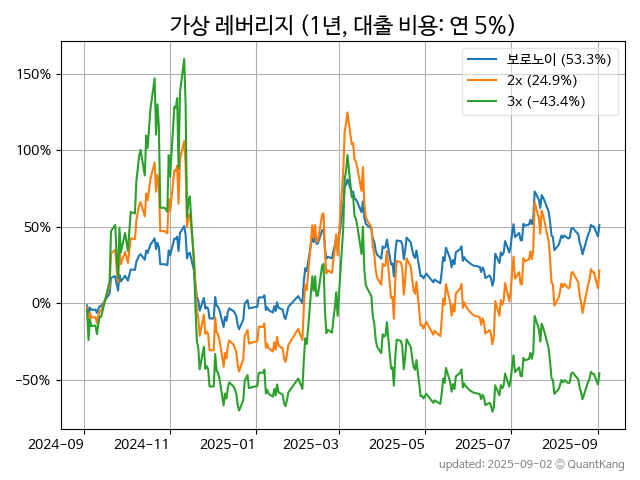 가상 레버리지 (1년, 대출 비용: 연 5%)
보로노이 (53.3%)
2x (24.9%)
3x (−43.4%)
150%
100%
50%
0%
−50%
2024-09 2024-11 2025-01 2025-03 2025-05 2025-07 2025-09
updated: 2025-09-02 © QuantKang